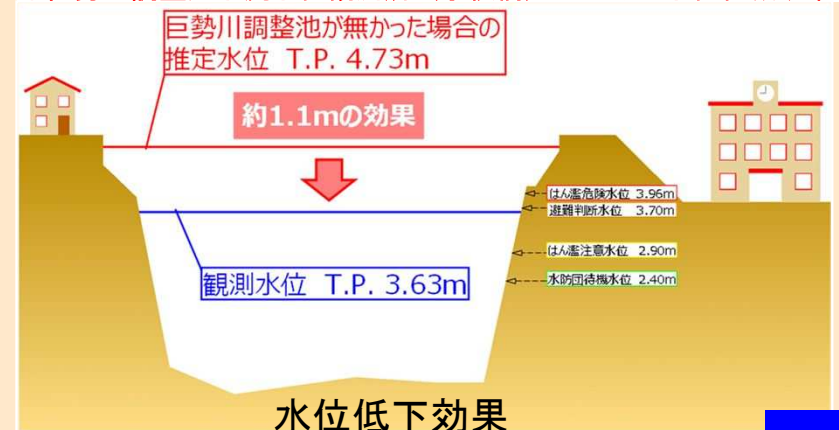 巨勢川調整池が無かった場合の
推定水位 T.P. 4.73m
約1.1mの効果
はん濫危険水位 3.96m
避難判断水位 3.70m
はん濫注意水位 2.90m
水防団待機水位 2.40m
観測水位 T.P. 3.63m
水位低下効果